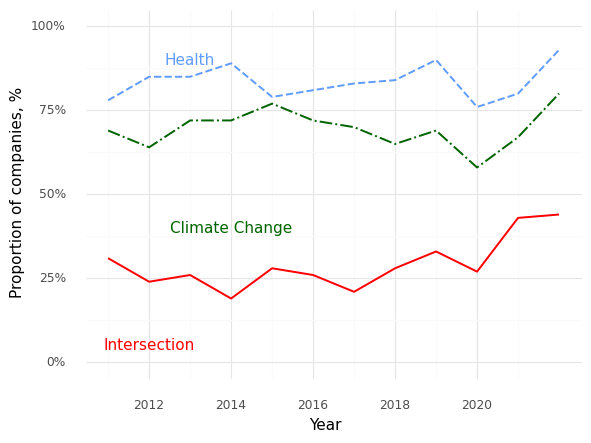 100%
75%
50%
25%
0%
Proportion of companies, %
Health
Climate Change
Intersection
2012
2014
2016
2018
2020
Year